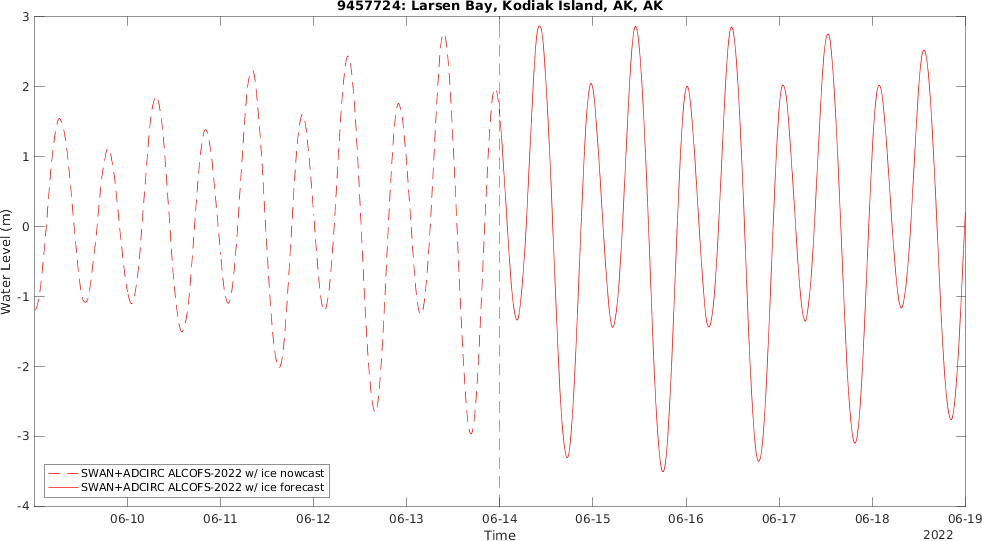 9457724: Larsen Bay, Kodiak Island, AK, AK
3
2
1
0
-1
-2
-3
-4
Water Level (m)
SWAN+ADCIRC ALCOFS-2022 w/ ice nowcast
SWAN+ADCIRC ALCOFS-2022 w/ ice forecast
06-10 06-11 06-12 06-13 06-14 06-15 06-16 06-17 06-18 06-19
Time
2022